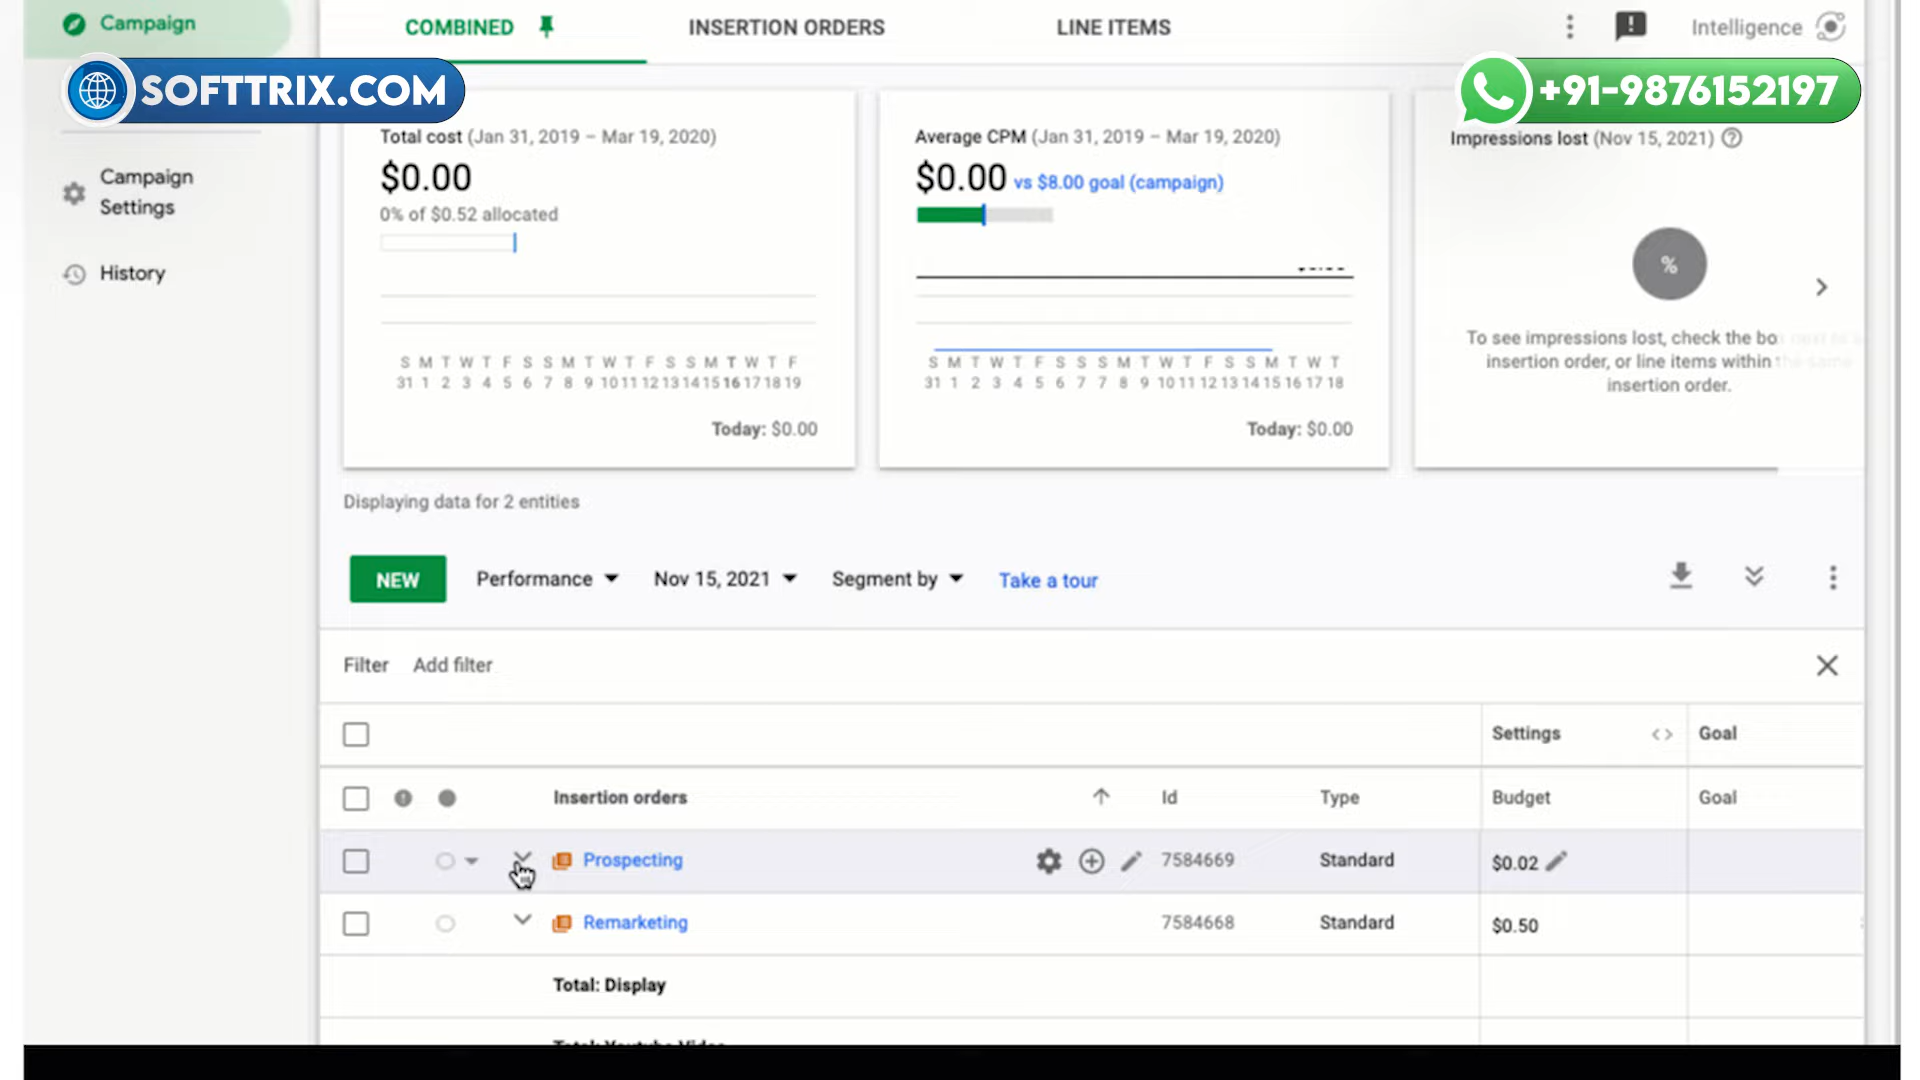 Campaign
COMBINED
INSERTION ORDERS
LINE ITEMS
Intelligence
SOFTTRIX.COM
+91-9876152197
Campaign
Settings
History
Total cost (Jan 31, 2019 – Mar 19, 2020)
$0.00
0% of $0.52 allocated
S M T W T F S S M T W T F S S M T W T F
31 1 2 3 4 5 6 7 8 9 10 11 12 13 14 15 16 17 18 19
Today: $0.00
Average CPM (Jan 31, 2019 – Mar 19, 2020)
$0.00 vs $8.00 goal (campaign)
S M T W T F S S S M T W T F S S M T W T
31 1 2 3 4 5 6 7 7 8 9 10 11 12 13 14 15 16 17 18
Today: $0.00
Impressions lost (Nov 15, 2021)
%
To see impressions lost, check the bo
insertion order, or line items within the same
insertion order.
Displaying data for 2 entities
NEW
Performance
Nov 15, 2021
Segment by
Take a tour
Filter Add filter
Settings <> Goal
Insertion orders Id Type Budget Goal
Prospecting 7584669 Standard $0.02
Remarketing 7584668 Standard $0.50
Total: Display